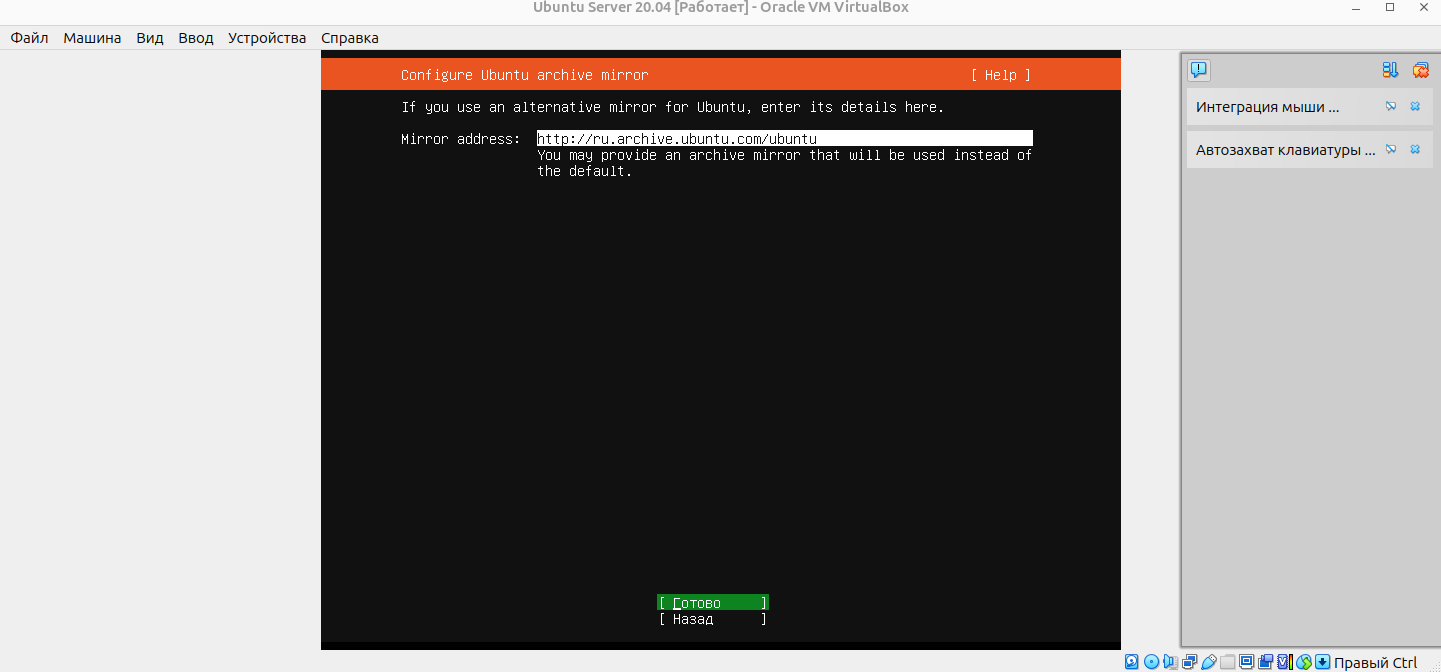 Ubuntu Server 20.04 [Работает] - Oracle VM VirtualBox
Файл Машина Вид Ввод Устройства Справка
Configure Ubuntu archive mirror [ Help ]
If you use an alternative mirror for Ubuntu, enter its details here.
Mirror address: http://ru.archive.ubuntu.com/ubuntu
You may provide an archive mirror that will be used instead of
the default.
[ Готово ]
[ Назад ]
Интеграция мыши ...
Автозахват клавиатуры ...
Правый Ctrl